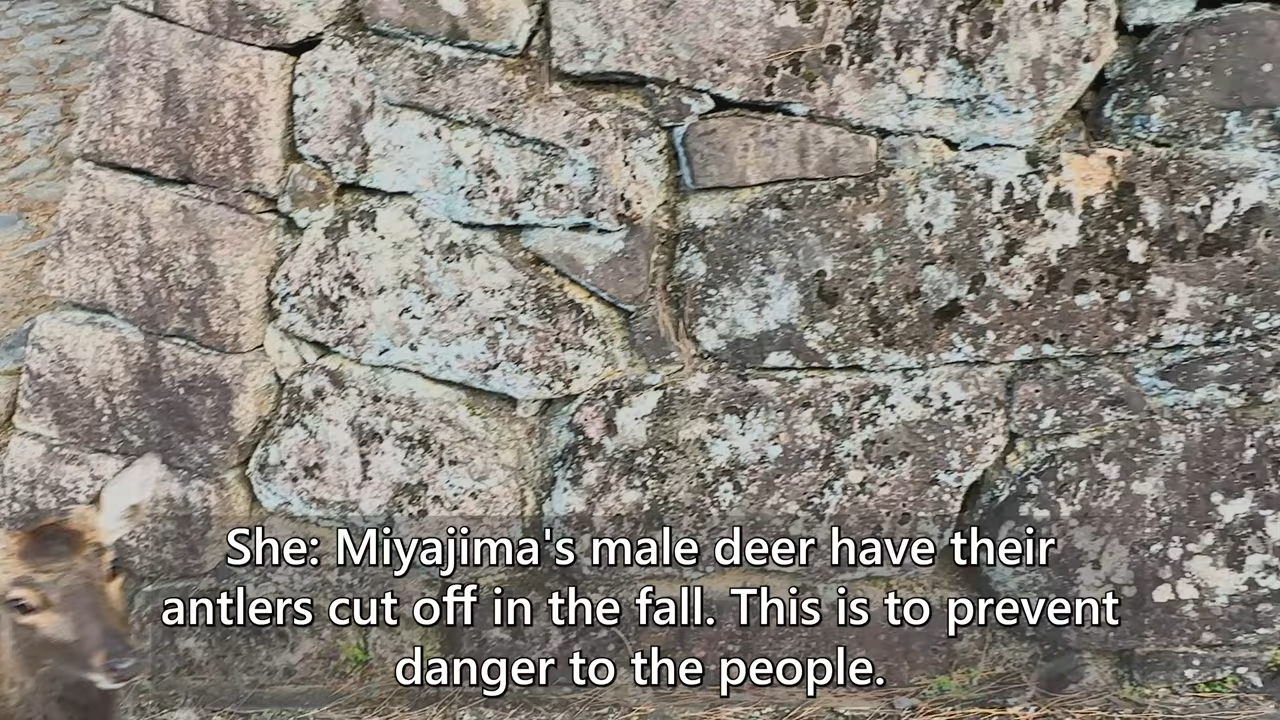 She: Miyajima's male deer have their
antlers cut off in the fall. This is to prevent
danger to the people.